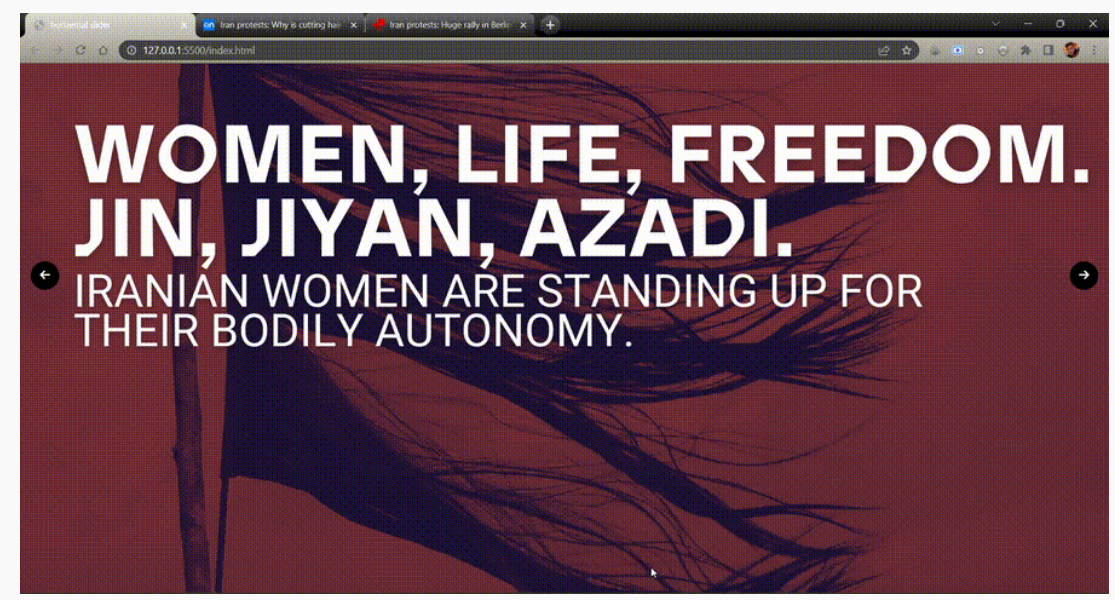 horizontal slider
Iran protests: Why is cutting hair
Iran protests: Huge rally in Berlin
127.0.0.1:5500/index.html
WOMEN, LIFE, FREEDOM.
JIN, JIYAN, AZADI.
IRANIAN WOMEN ARE STANDING UP FOR
THEIR BODILY AUTONOMY.